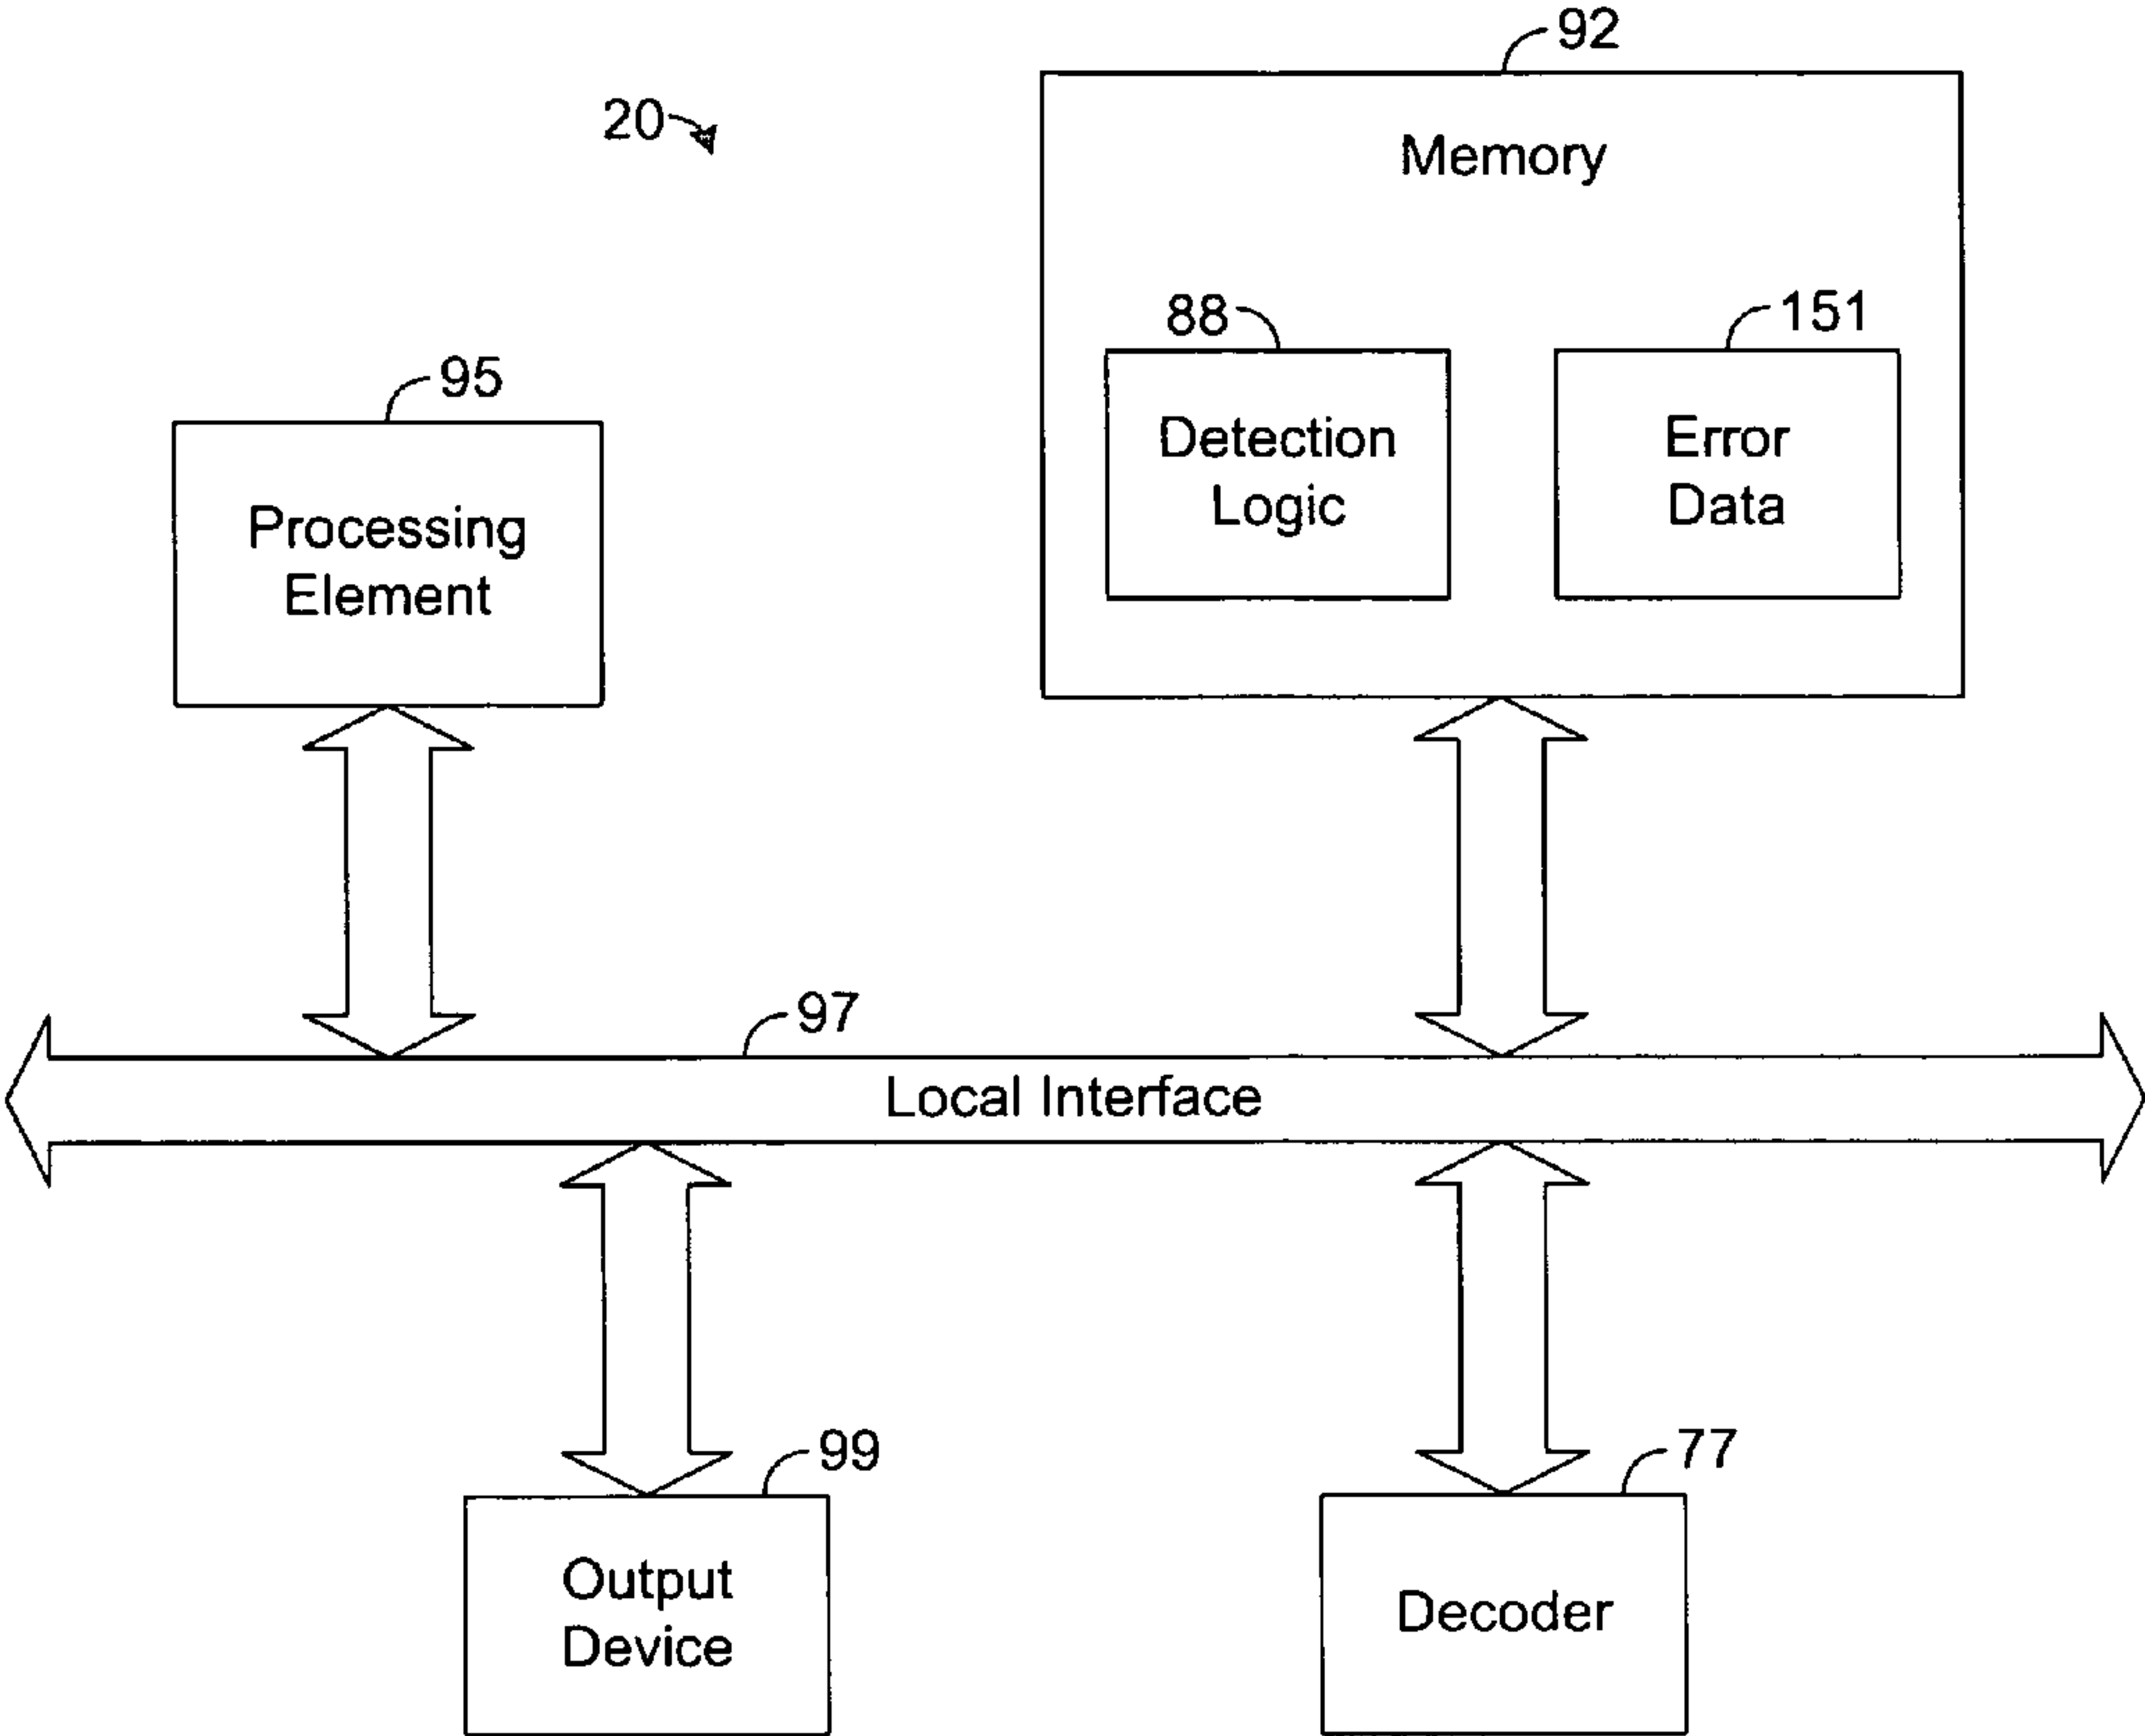 92
20
Memory
88
151
95
Detection
Logic
Error
Data
Processing
Element
97
Local Interface
99
77
Output
Device
Decoder